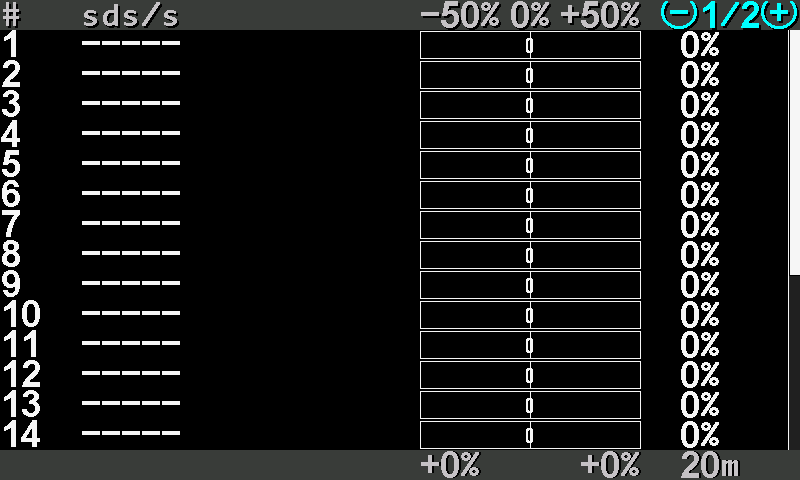 # sds/s −50% 0% +50% (−)1/2(+)
1 ----- 0 0%
2 ----- 0 0%
3 ----- 0 0%
4 ----- 0 0%
5 ----- 0 0%
6 ----- 0 0%
7 ----- 0 0%
8 ----- 0 0%
9 ----- 0 0%
10 ----- 0 0%
11 ----- 0 0%
12 ----- 0 0%
13 ----- 0 0%
14 ----- 0 0%
+0% +0% 20m